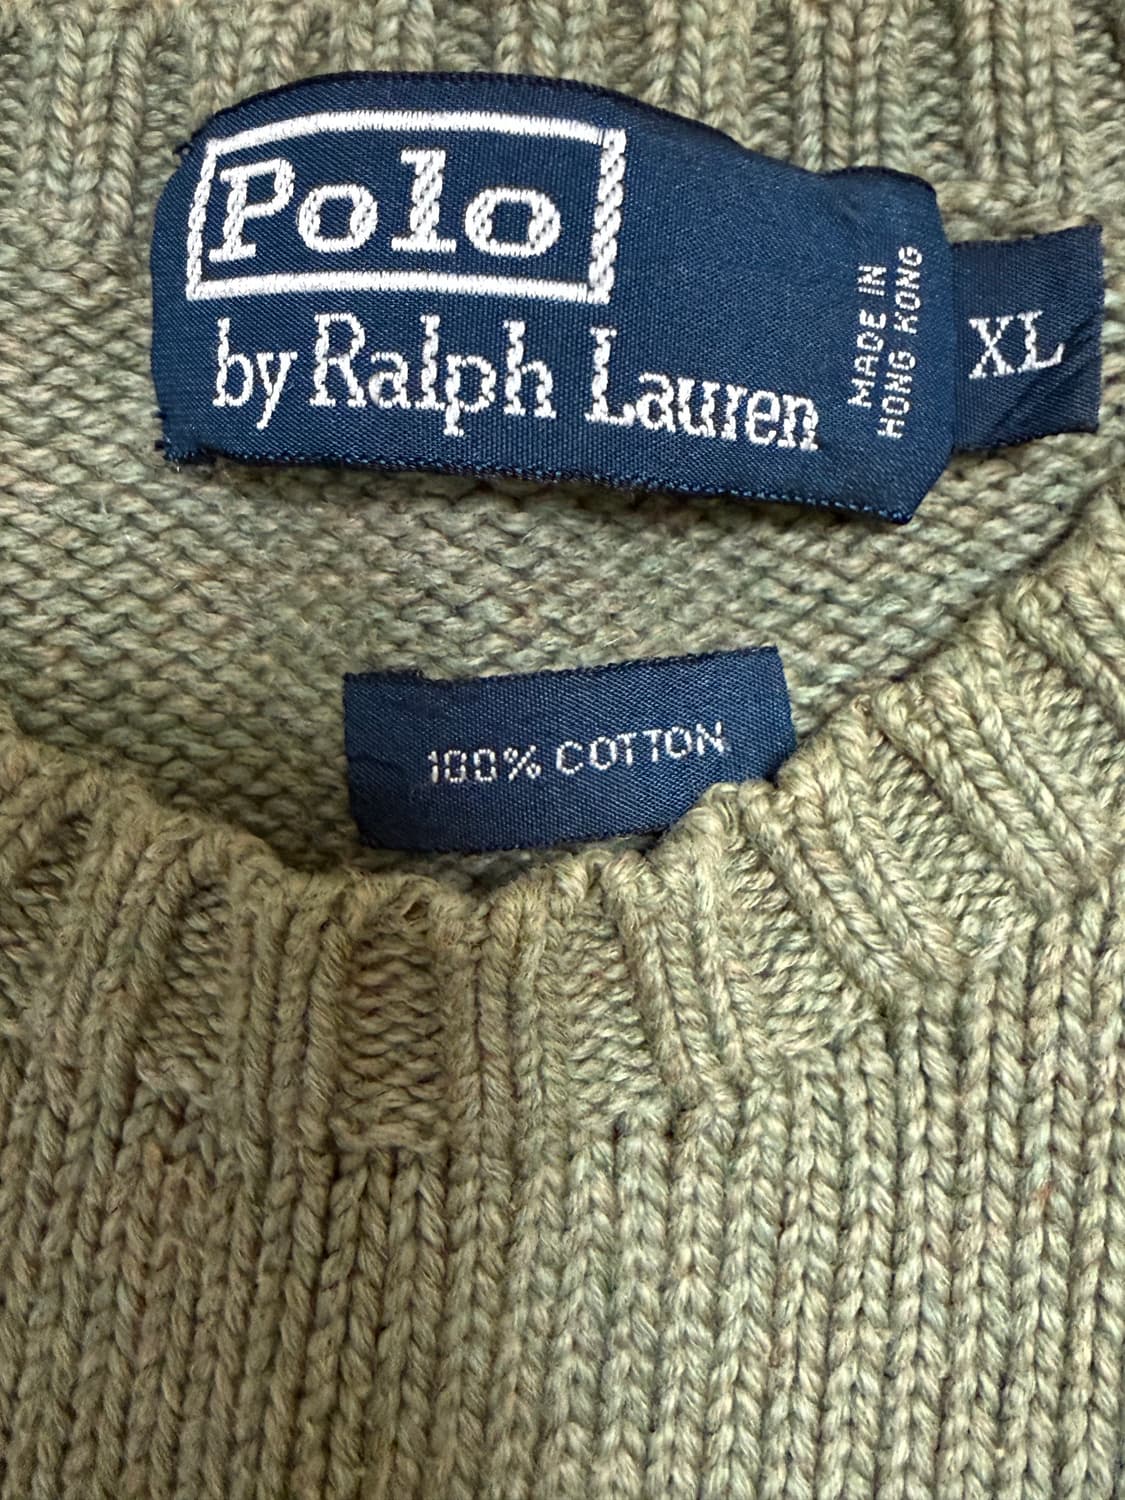 Polo
by Ralph Lauren
MADE IN
HONG KONG
XL
100% COTTON